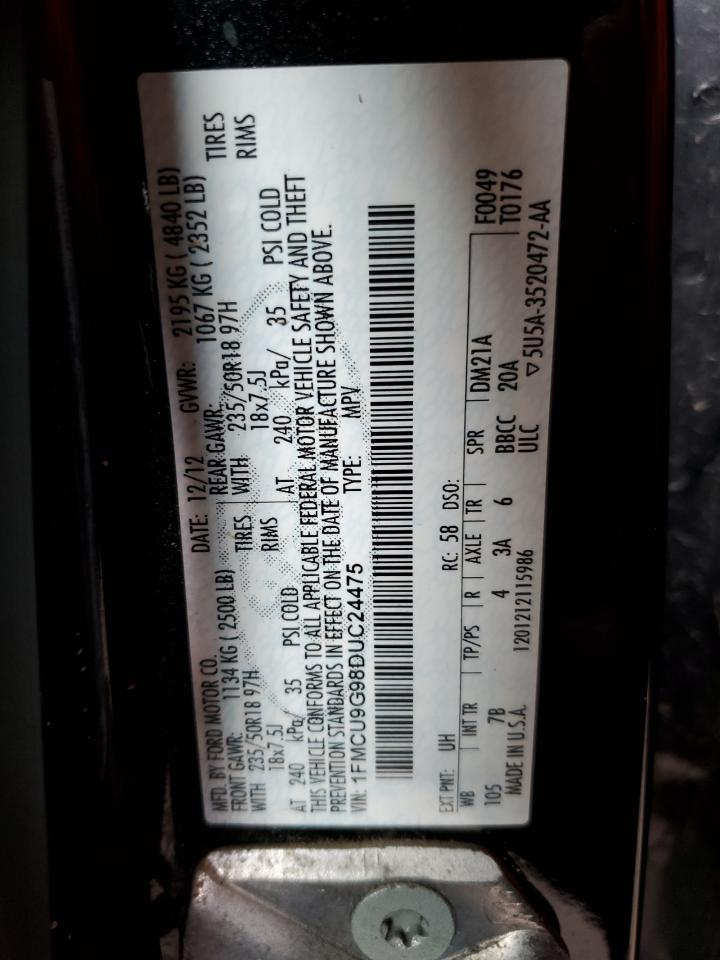 MFD. BY FORD MOTOR CO. DATE: 12/12 GVWR: 2195 KG ( 4840 LB)
FRONT GAWR: 1134 KG ( 2500 LB) REAR GAWR: 1067 KG ( 2352 LB)
WITH 235/50R18 97H TIRES WITH 235/50R18 97H TIRES
18x7.5J RIMS 18x7.5J RIMS
AT 240 kPa/ 35 PSI COLD AT 240 kPa/ 35 PSI COLD
THIS VEHICLE CONFORMS TO ALL APPLICABLE FEDERAL MOTOR VEHICLE SAFETY AND THEFT
PREVENTION STANDARDS IN EFFECT ON THE DATE OF MANUFACTURE SHOWN ABOVE.
VIN: 1FMCU9G98DUC24475 TYPE: MPV
EXT PNT: UH RC: 58 DSO:
WB INT TR TP/PS R AXLE TR SPR DM21A F0049
105 7B 4 3A 6 BBCC 20A T0176
MADE IN U.S.A. 1201212115986 ULC ▽5U5A-3520472-AA